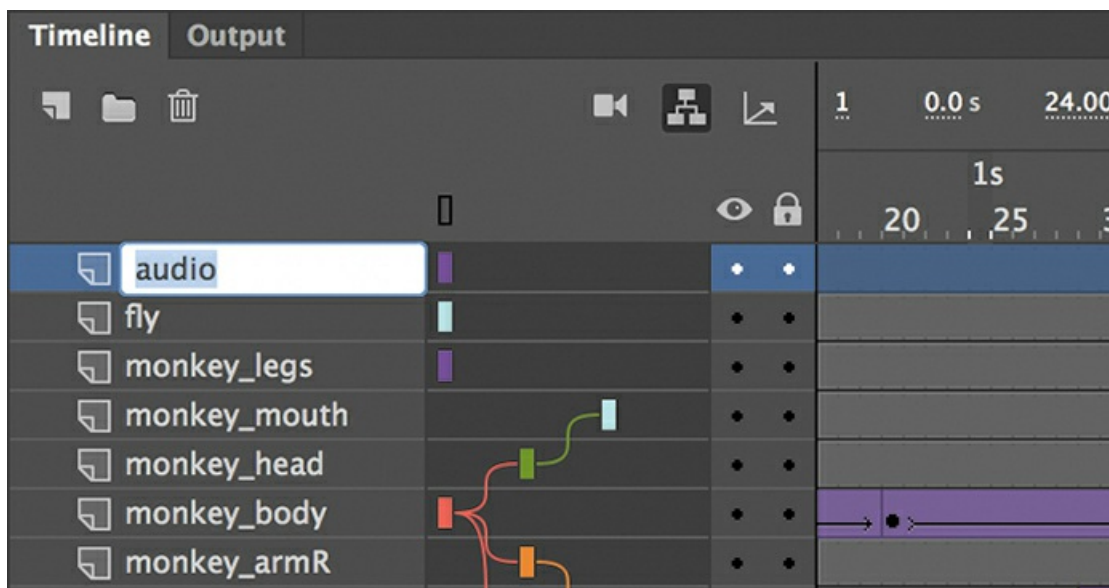 Timeline Output
1 0.0 s 24.00
1s
20 25
audio
fly
monkey_legs
monkey_mouth
monkey_head
monkey_body
monkey_armR